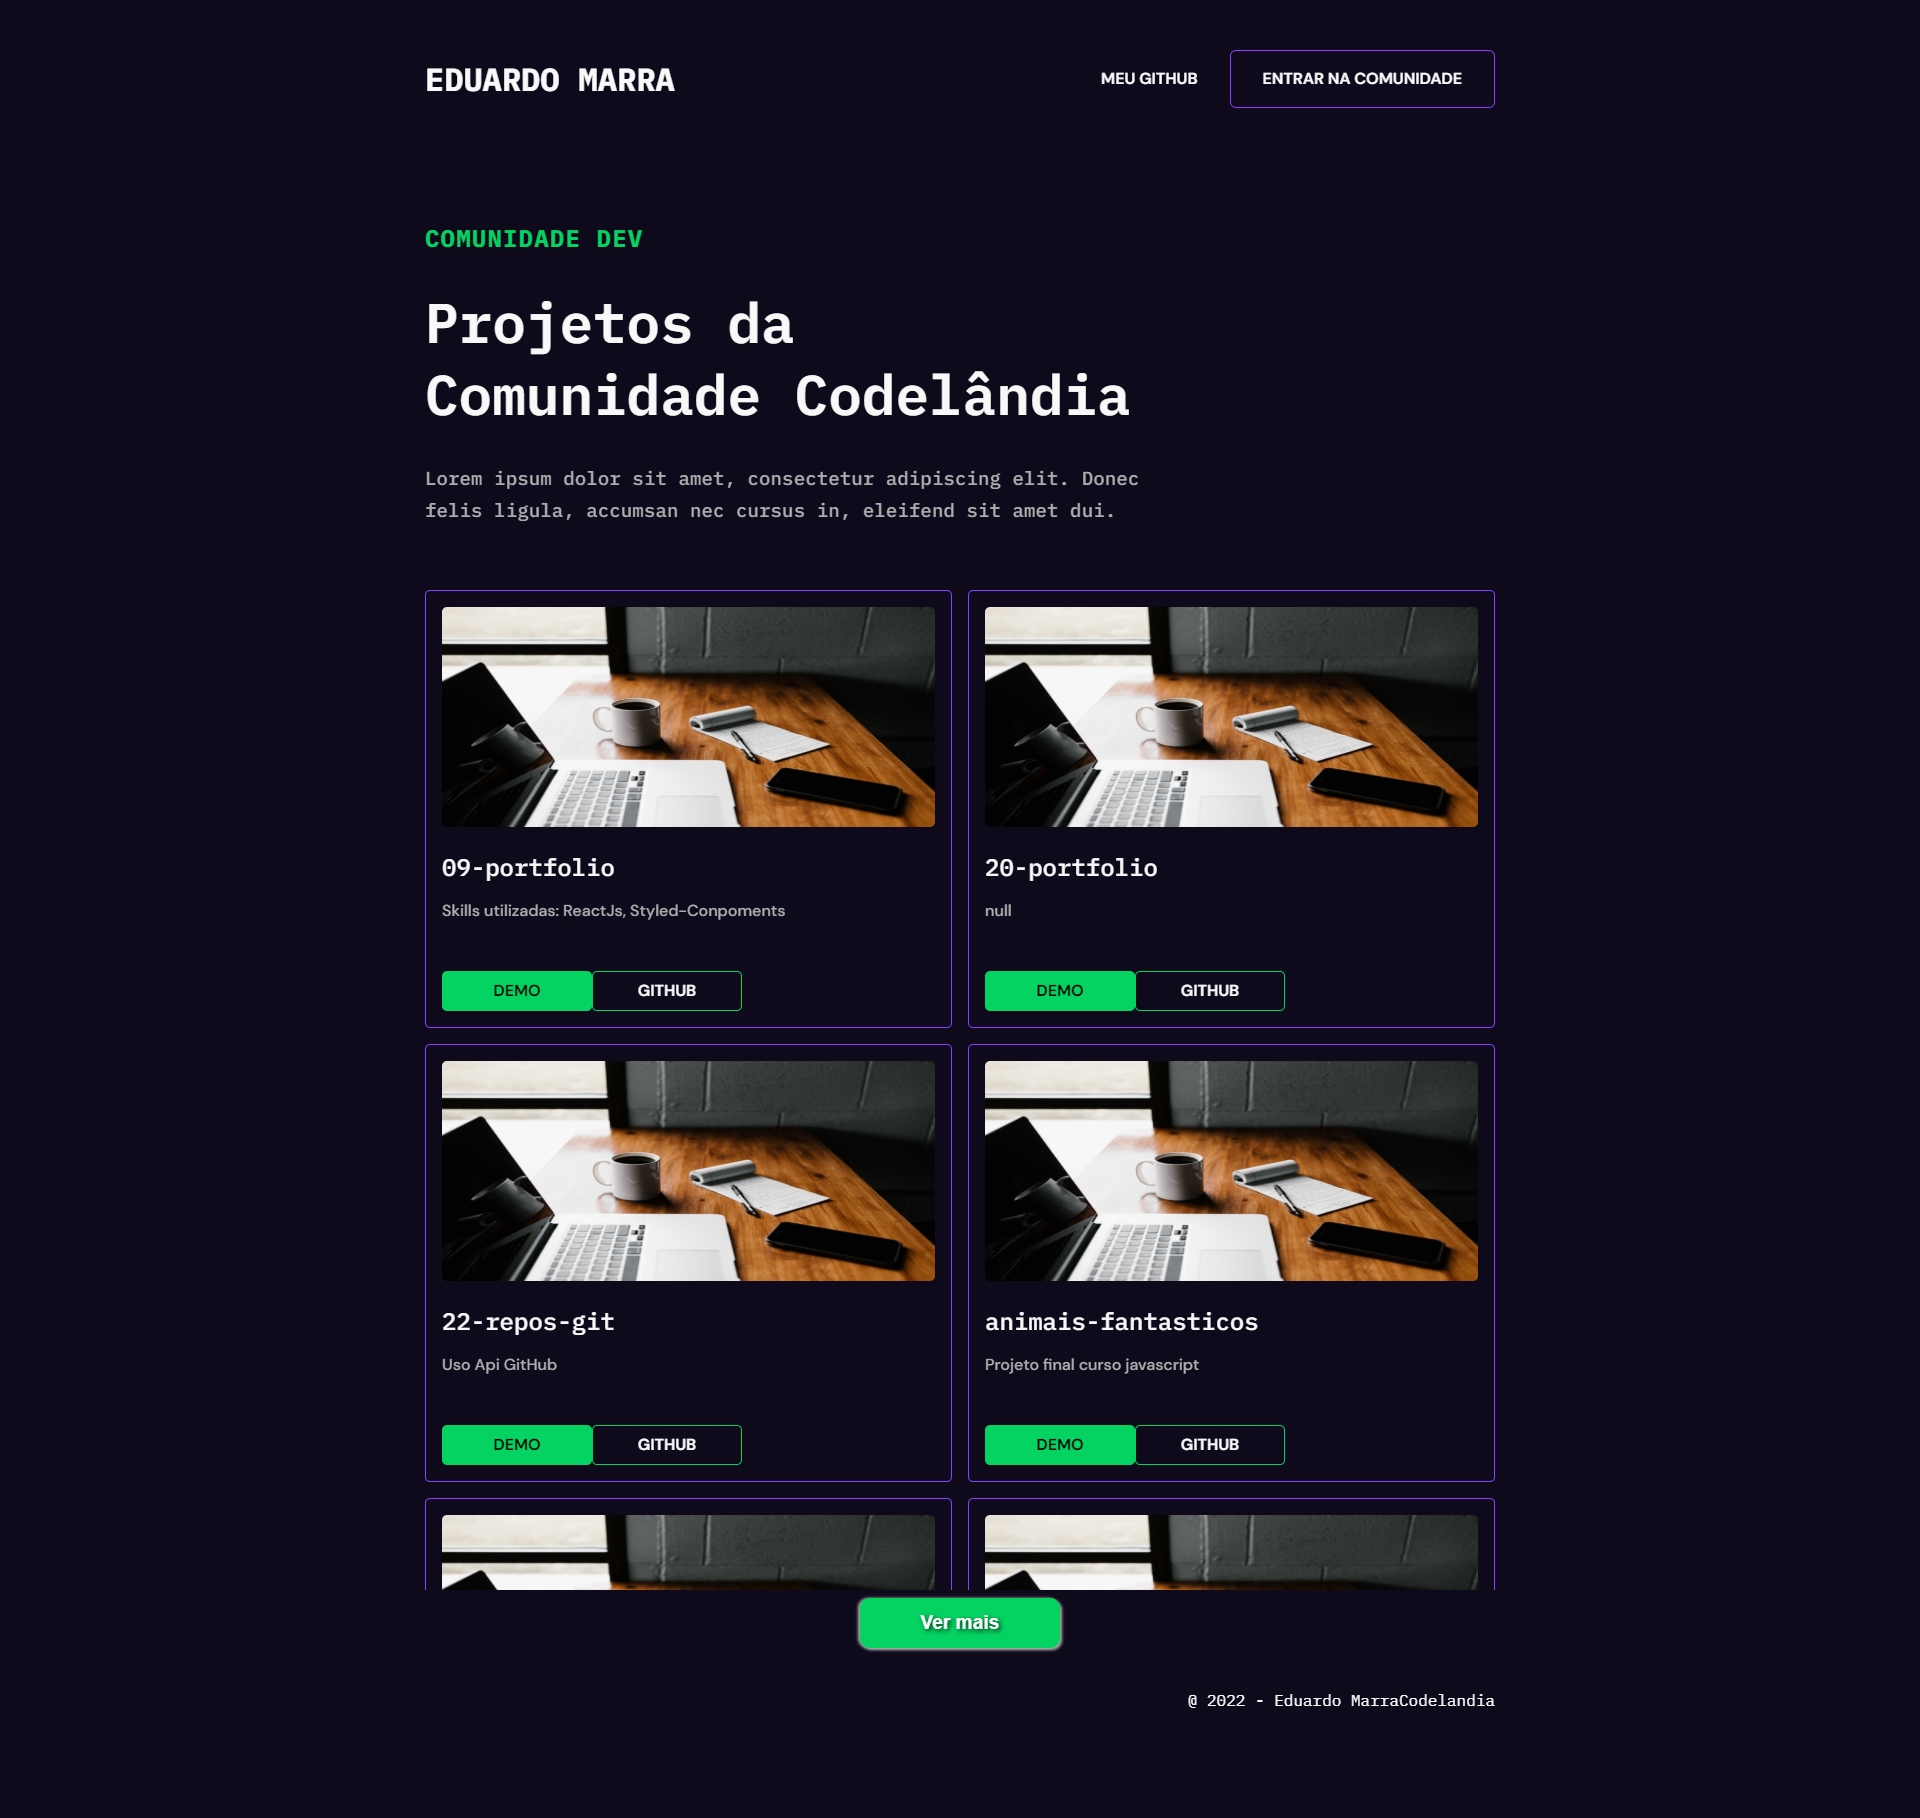 EDUARDO MARRA
MEU GITHUB
ENTRAR NA COMUNIDADE
COMUNIDADE DEV
Projetos da
Comunidade Codelândia
Lorem ipsum dolor sit amet, consectetur adipiscing elit. Donec
felis ligula, accumsan nec cursus in, eleifend sit amet dui.
09-portfolio
Skills utilizadas: ReactJs, Styled-Conpoments
DEMO
GITHUB
20-portfolio
null
DEMO
GITHUB
22-repos-git
Uso Api GitHub
DEMO
GITHUB
animais-fantasticos
Projeto final curso javascript
DEMO
GITHUB
Ver mais
@ 2022 - Eduardo MarraCodelandia